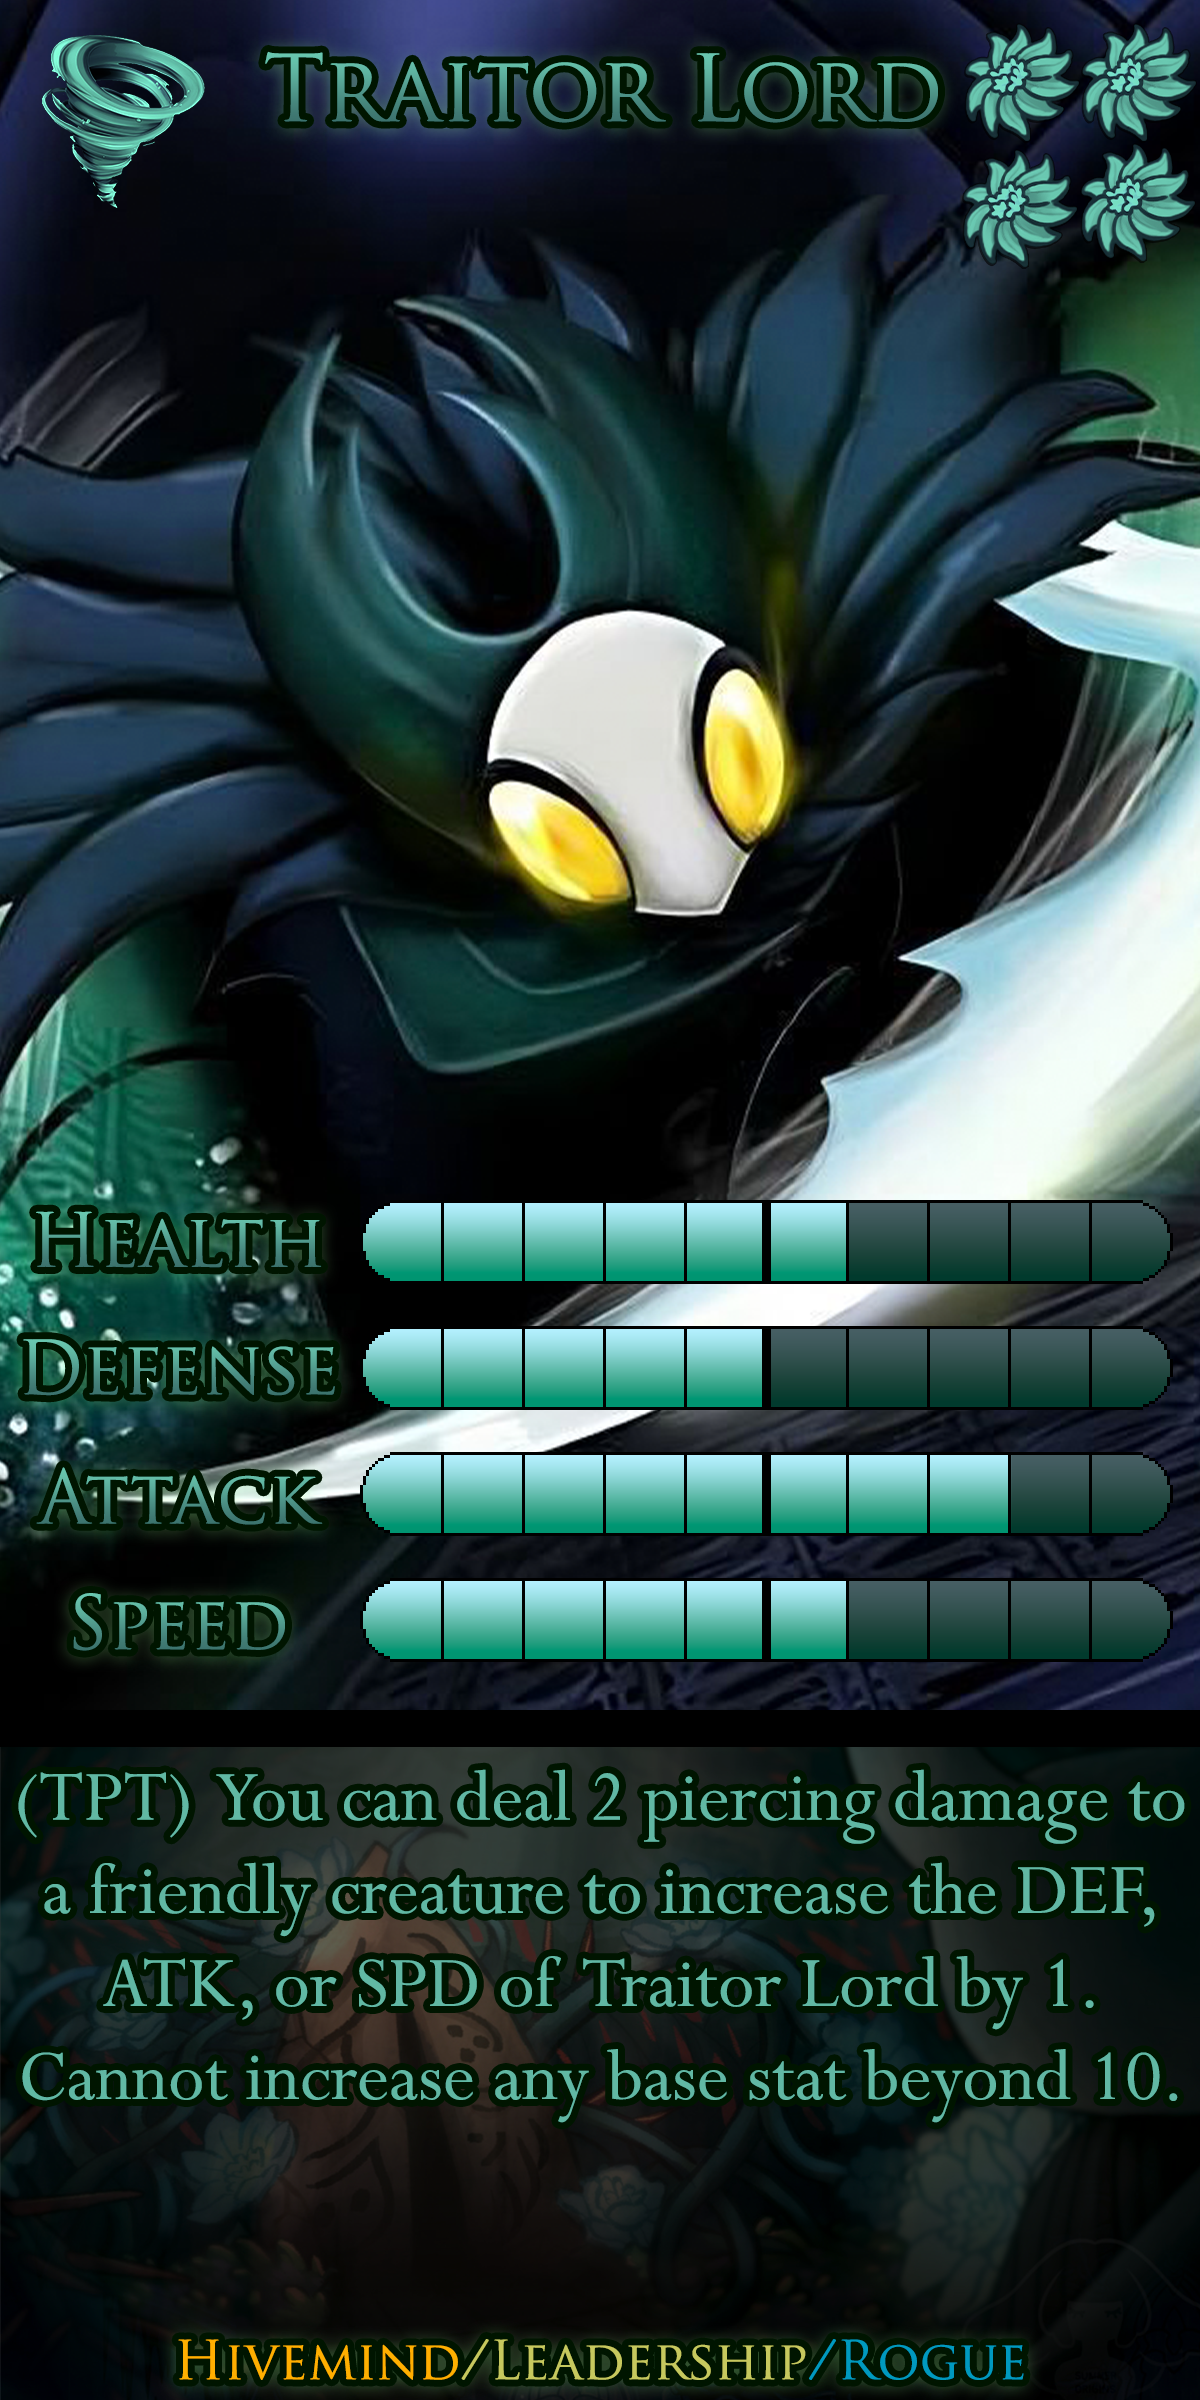 Traitor Lord
Health
Defense
Attack
Speed
(TPT) You can deal 2 piercing damage to
a friendly creature to increase the DEF,
ATK, or SPD of Traitor Lord by 1.
Cannot increase any base stat beyond 10.
Hivemind/Leadership/Rogue